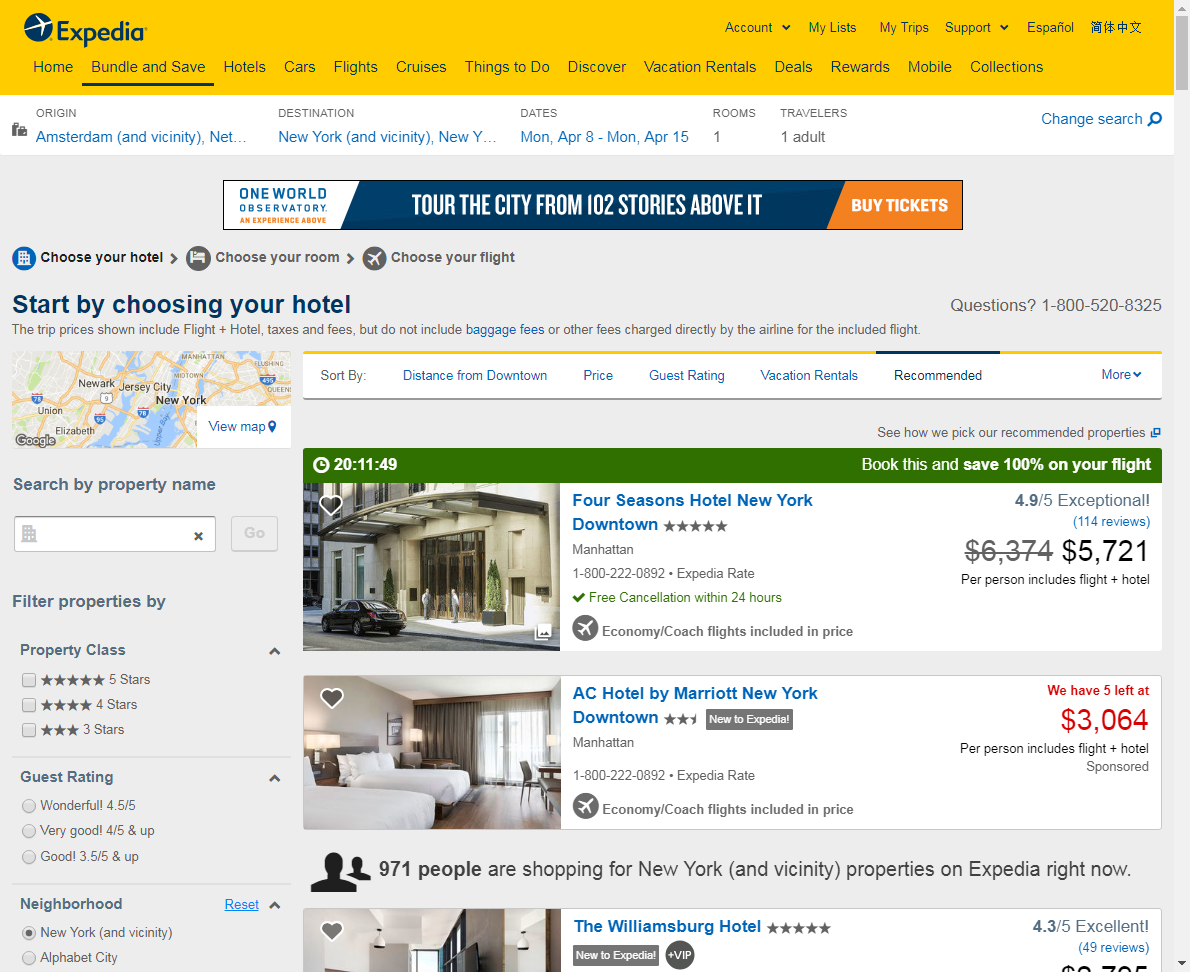 Expedia
Account My Lists My Trips Support Español 简体中文
Home Bundle and Save Hotels Cars Flights Cruises Things to Do Discover Vacation Rentals Deals Rewards Mobile Collections
ORIGIN DESTINATION DATES ROOMS TRAVELERS
Amsterdam (and vicinity), Net... New York (and vicinity), New Y... Mon, Apr 8 - Mon, Apr 15 1 1 adult
Change search
ONE WORLD
OBSERVATORY.
AN EXPERIENCE ABOVE
TOUR THE CITY FROM 102 STORIES ABOVE IT
BUY TICKETS
Choose your hotel Choose your room Choose your flight
Start by choosing your hotel
Questions? 1-800-520-8325
The trip prices shown include Flight + Hotel, taxes and fees, but do not include baggage fees or other fees charged directly by the airline for the included flight.
MANHATTAN
FLUSHING
MIDTOWN
Newark
Jersey City
495
QUEENS
9
78
New York
Union
78
95
Elizabeth
Upper Bay
Google
View map
Sort By: Distance from Downtown Price Guest Rating Vacation Rentals Recommended More
See how we pick our recommended properties
Search by property name
Go
Filter properties by
Property Class
5 Stars
4 Stars
3 Stars
Guest Rating
Wonderful! 4.5/5
Very good! 4/5 & up
Good! 3.5/5 & up
Neighborhood Reset
New York (and vicinity)
Alphabet City
20:11:49 Book this and save 100% on your flight
Four Seasons Hotel New York
Downtown
Manhattan
1-800-222-0892 • Expedia Rate
Free Cancellation within 24 hours
Economy/Coach flights included in price
4.9/5 Exceptional!
(114 reviews)
$6,374 $5,721
Per person includes flight + hotel
AC Hotel by Marriott New York
Downtown New to Expedia!
Manhattan
1-800-222-0892 • Expedia Rate
Economy/Coach flights included in price
We have 5 left at
$3,064
Per person includes flight + hotel
Sponsored
971 people are shopping for New York (and vicinity) properties on Expedia right now.
The Williamsburg Hotel
New to Expedia! +VIP
4.3/5 Excellent!
(49 reviews)